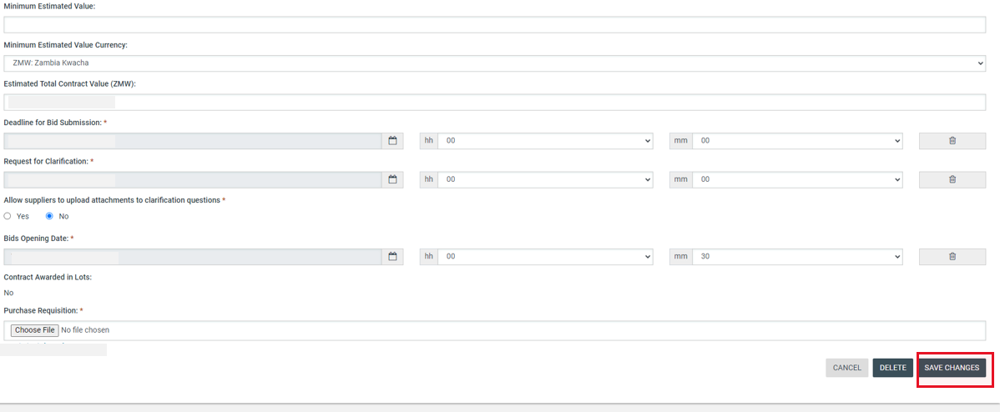 Minimum Estimated Value:
Minimum Estimated Value Currency:
ZMW: Zambia Kwacha
Estimated Total Contract Value (ZMW):
Deadline for Bid Submission: *
hh 00 mm 00
Request for Clarification: *
hh 00 mm 00
Allow suppliers to upload attachments to clarification questions *
Yes No
Bids Opening Date: *
hh 00 mm 30
Contract Awarded in Lots:
No
Purchase Requisition: *
Choose File No file chosen
CANCEL DELETE SAVE CHANGES